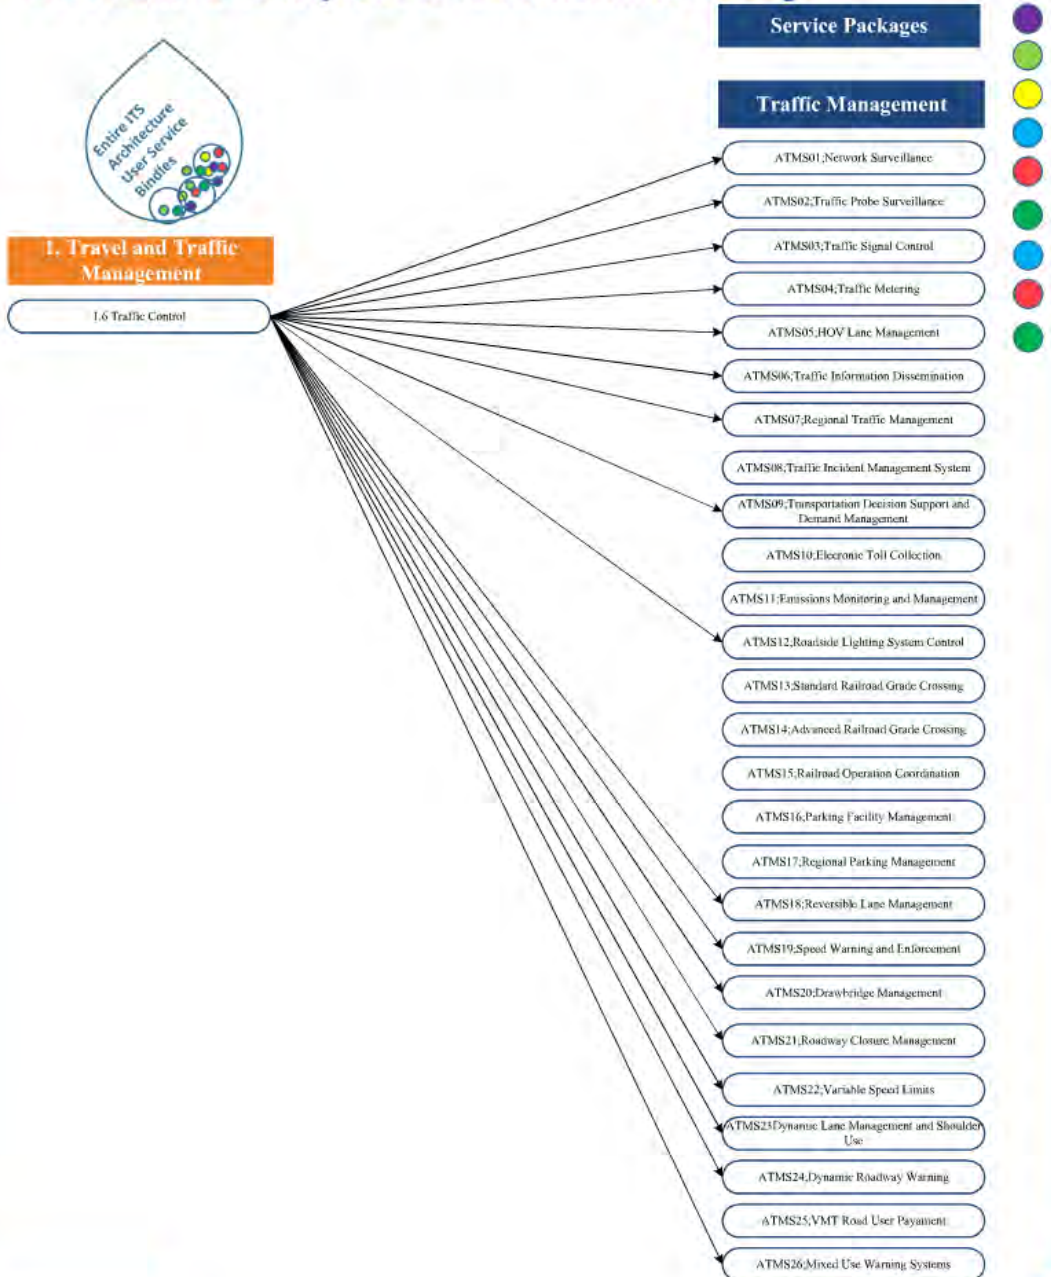 Service Packages
Traffic Management
Entire ITS
Architecture
User Service
Bindles
1. Travel and Traffic
Management
1.6 Traffic Control
ATMS01;Network Surveillance
ATMS02;Traffic Probe Surveillance
ATMS03;Traffic Signal Control
ATMS04;Traffic Metering
ATMS05;HOV Lane Management
ATMS06;Traffic Information Dissemination
ATMS07;Regional Traffic Management
ATMS08;Traffic Incident Management System
ATMS09;Transportation Decision Support and
Demand Management
ATMS10;Elecronic Toll Collection
ATMS11;Emissions Monitoring and Management
ATMS12;Roadside Lighting System Control
ATMS13;Standard Railroad Grade Crossing
ATMS14;Advanced Railroad Grade Crossing
ATMS15;Railroad Operation Coordination
ATMS16;Parking Facility Management
ATMS17;Regional Parking Management
ATMS18;Reversible Lane Management
ATMS19;Speed Warning and Enforcement
ATMS20;Drawbridge Management
ATMS21;Roadway Closure Management
ATMS22;Variable Speed Limits
ATMS23Dynamic Lane Management and Shoulder
Use
ATMS24;Dynamic Roadway Warning
ATMS25;VMT Road User Payament
ATMS26;Mixed Use Warning Systems